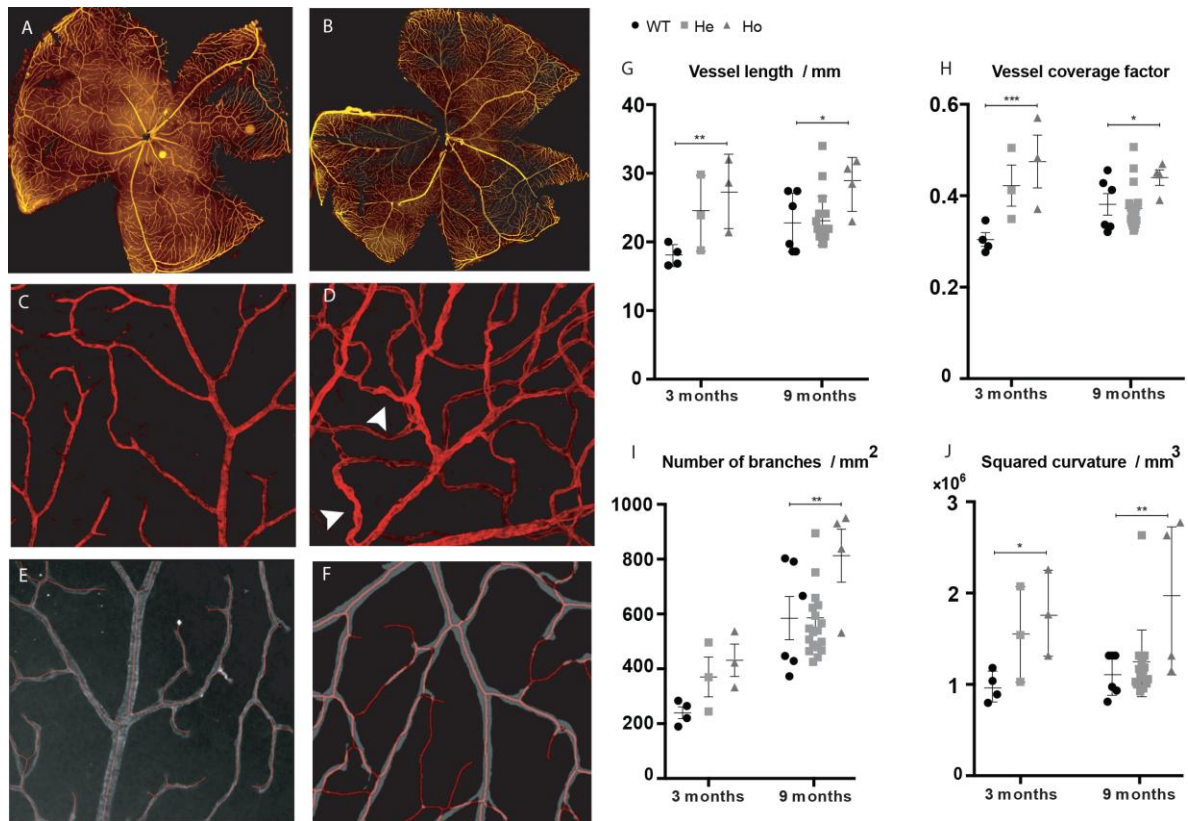 A
B
C
D
E
F
WT He Ho
G Vessel length / mm
40
30
20
10
0
**
*
3 months 9 months
H Vessel coverage factor
0.6
0.4
0.2
0
***
*
3 months 9 months
I Number of branches / mm2
1000
800
600
400
200
0
**
3 months 9 months
J Squared curvature / mm3
×10^6
3
2
1
0
*
**
3 months 9 months